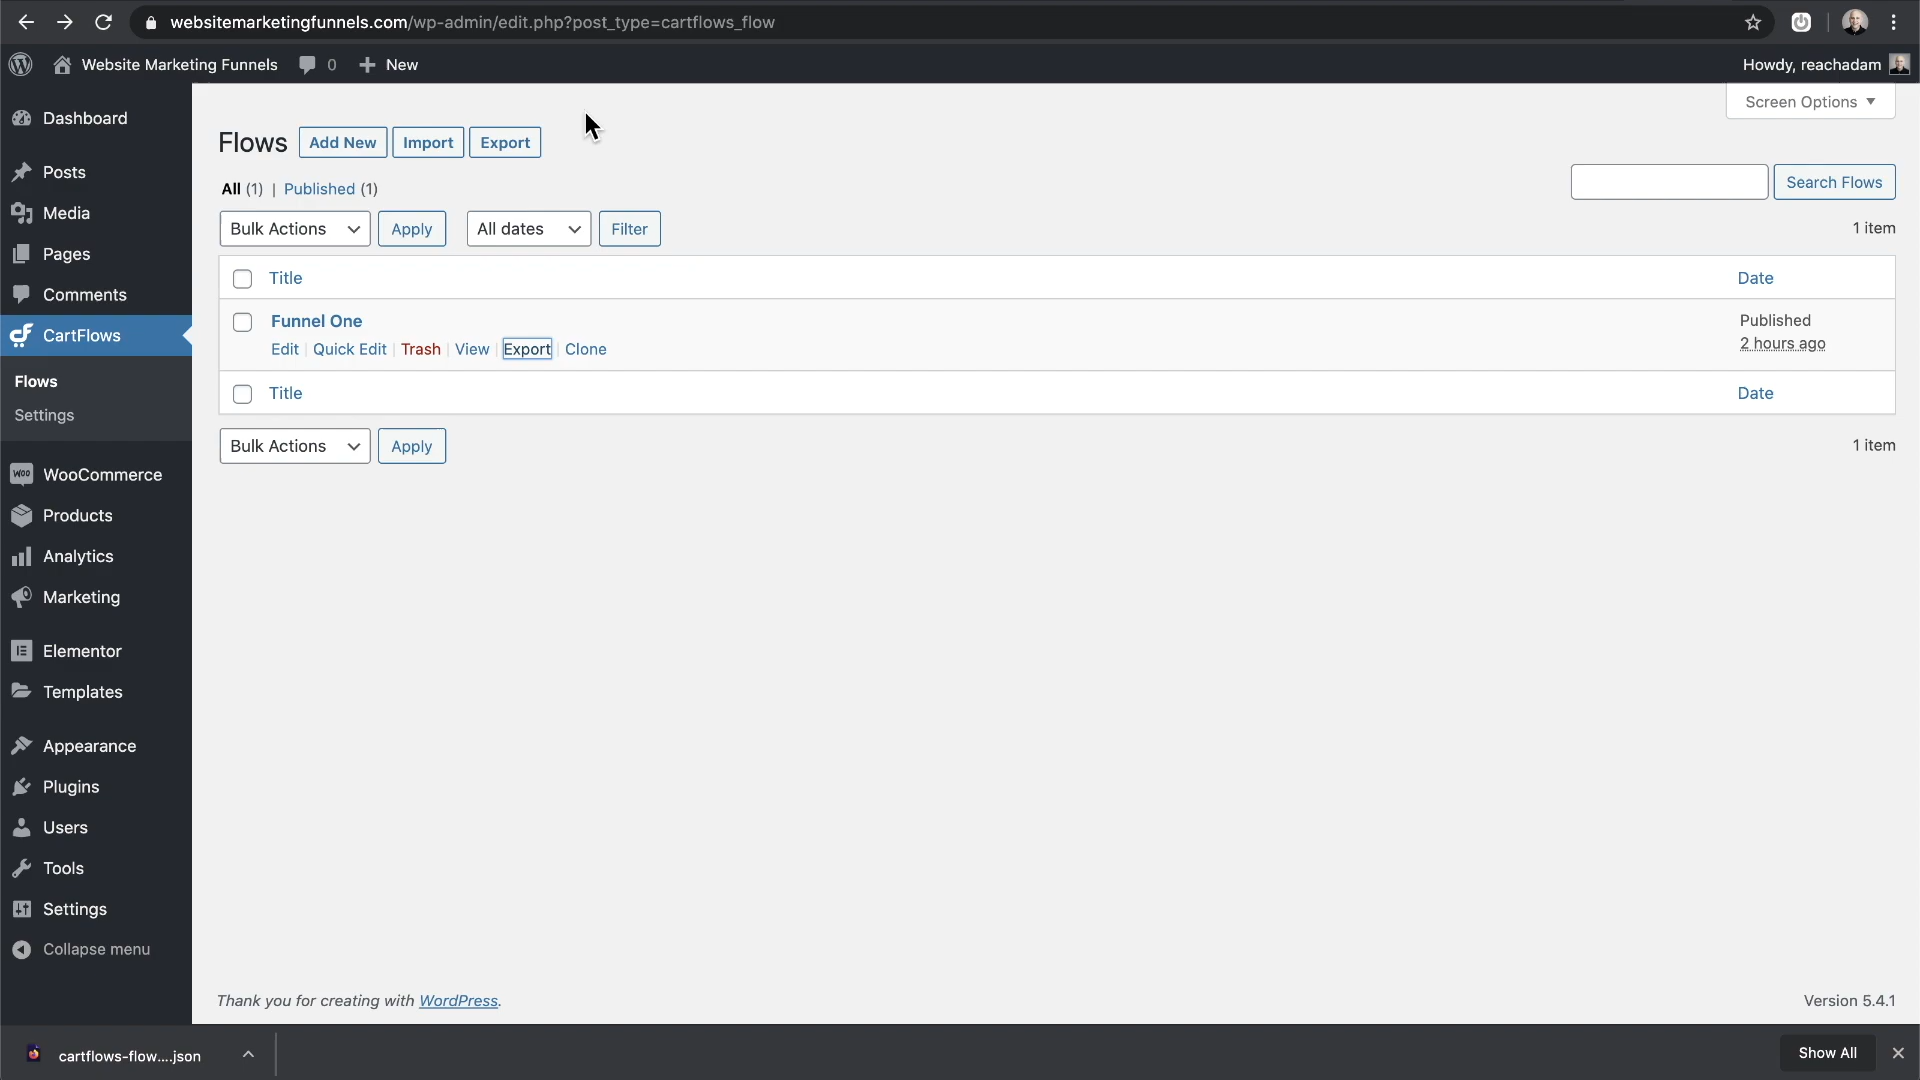 websitemarketingfunnels.com/wp-admin/edit.php?post_type=cartflows_flow
Website Marketing Funnels 0 New Howdy, reachadam
Screen Options
Dashboard
Posts
Media
Pages
Comments
CartFlows
Flows
Settings
WooCommerce
Products
Analytics
Marketing
Elementor
Templates
Appearance
Plugins
Users
Tools
Settings
Collapse menu
Flows Add New Import Export
All (1) | Published (1)
Search Flows
Bulk Actions Apply All dates Filter 1 item
Title Date
Funnel One Published
Edit | Quick Edit | Trash | View | Export | Clone 2 hours ago
Title Date
Bulk Actions Apply 1 item
Thank you for creating with WordPress. Version 5.4.1
cartflows-flow....json Show All